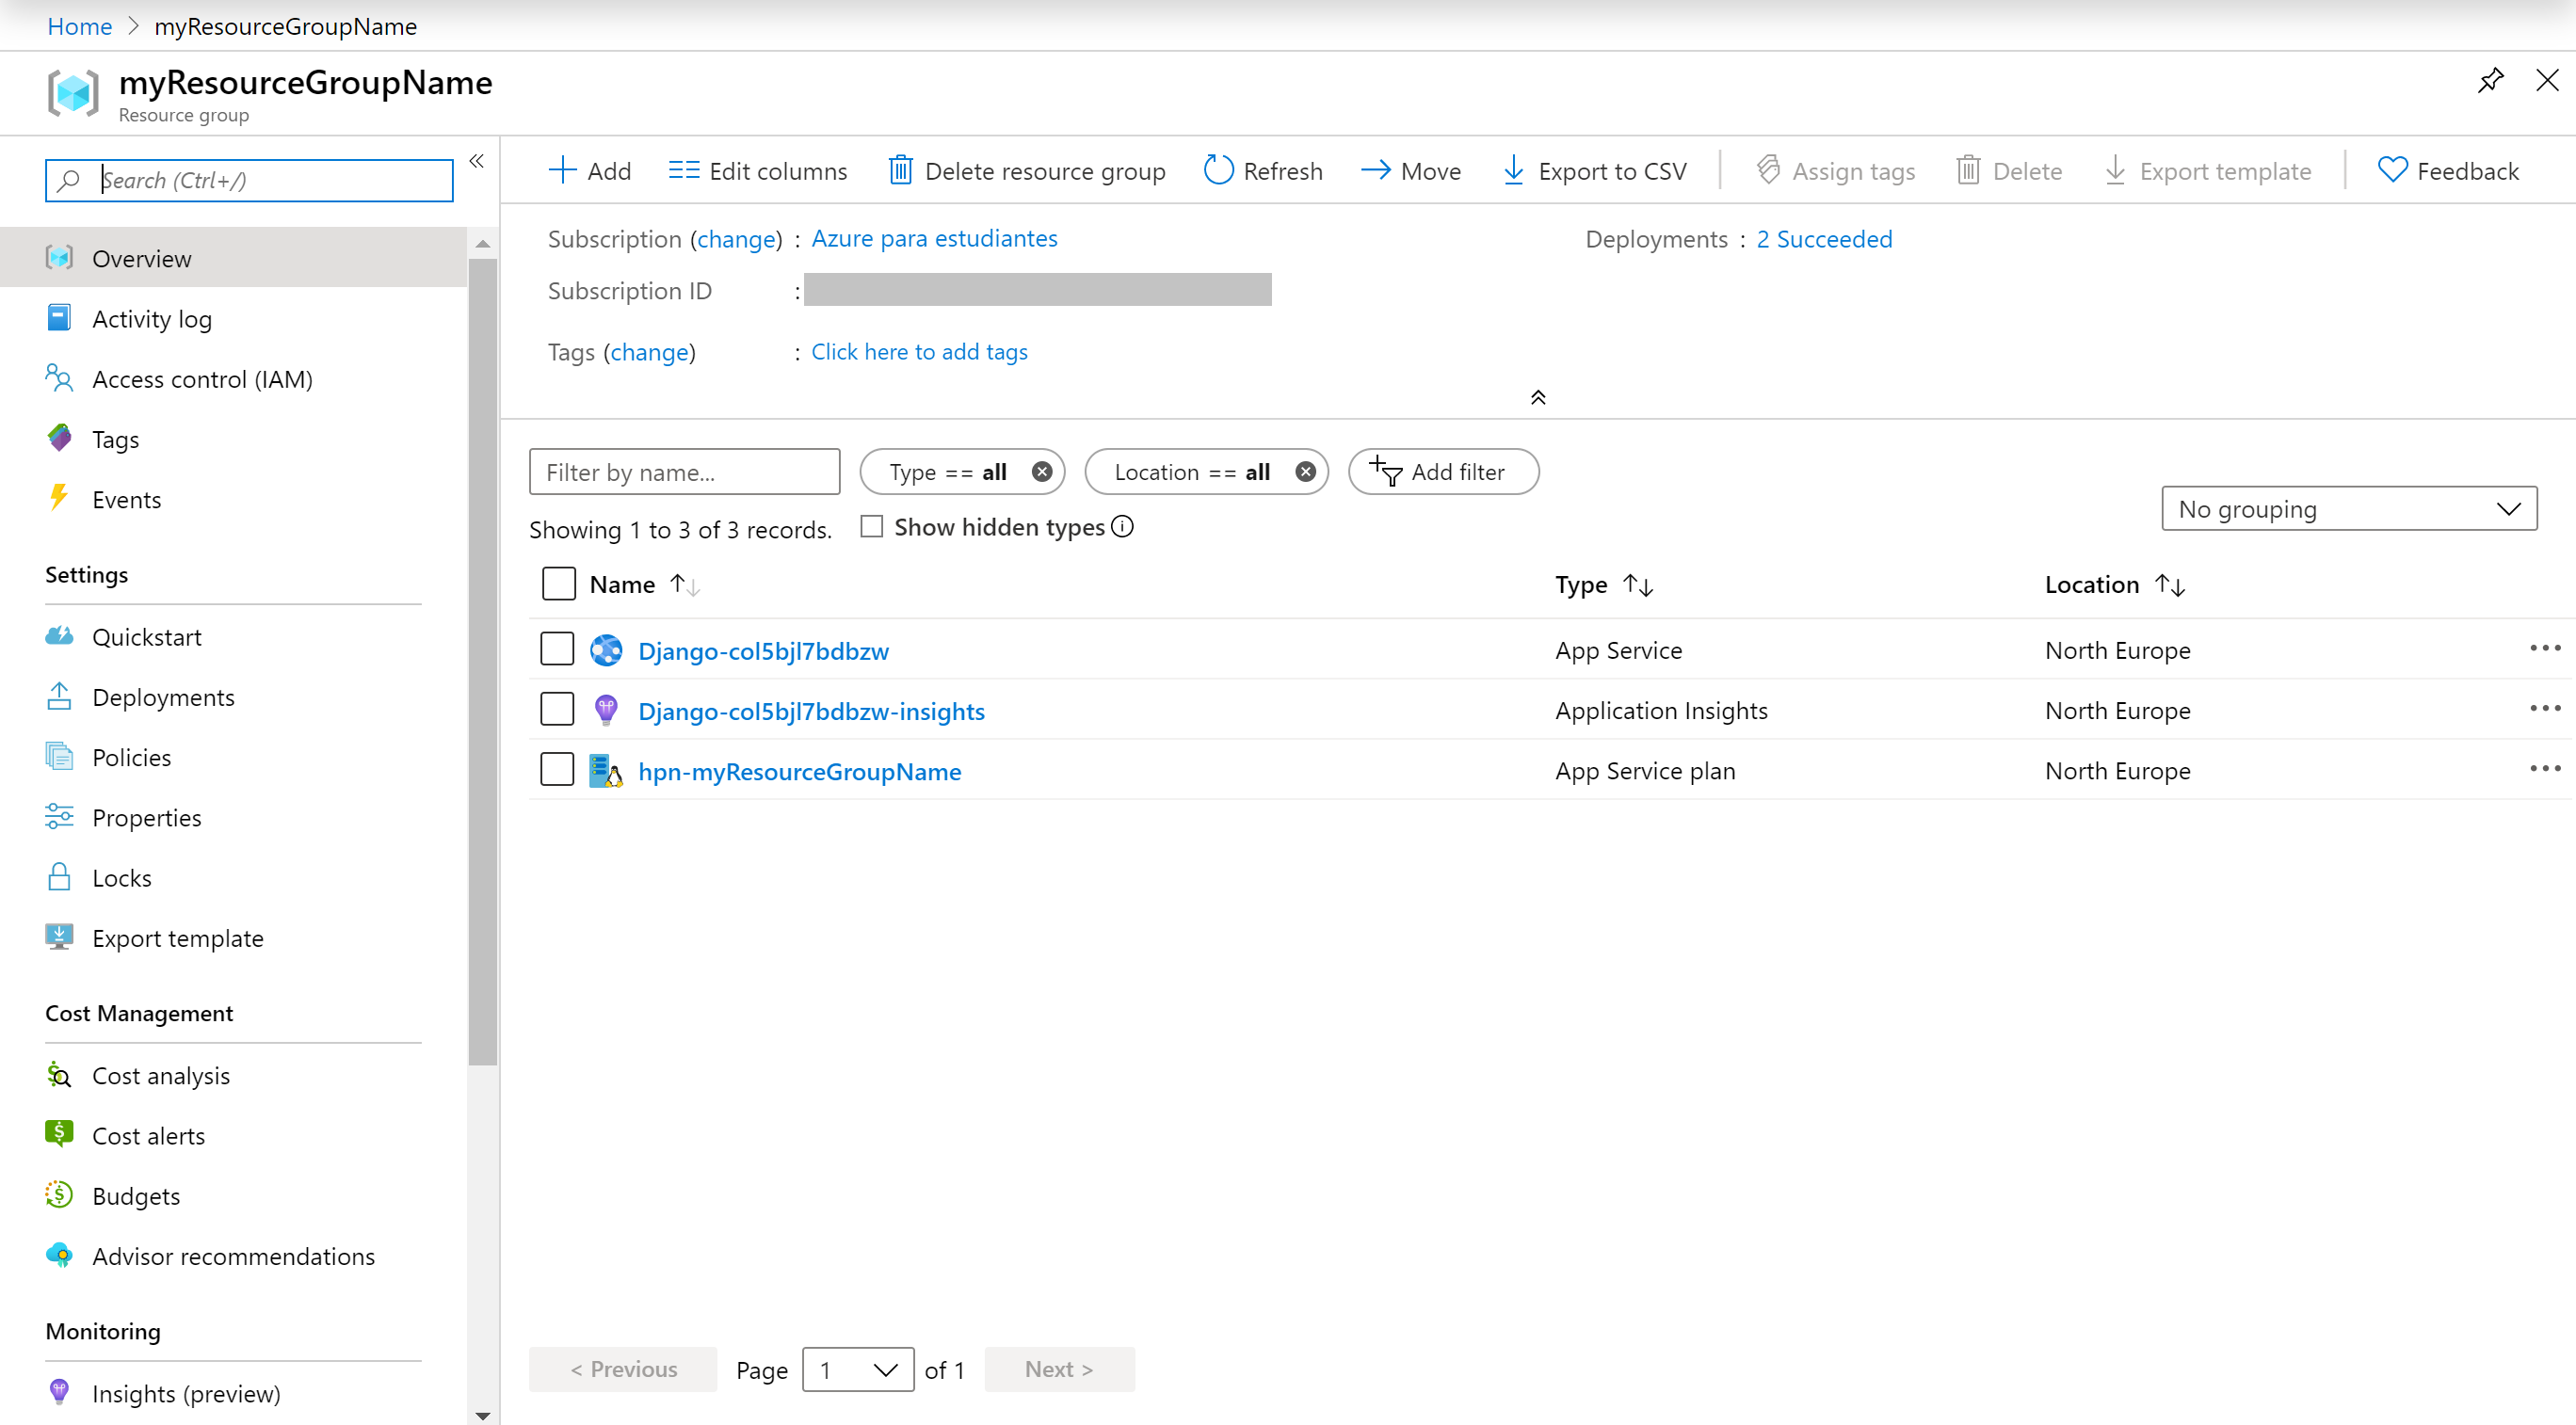 Home > myResourceGroupName
myResourceGroupName
Resource group
Search (Ctrl+/)
Overview
Activity log
Access control (IAM)
Tags
Events
Settings
Quickstart
Deployments
Policies
Properties
Locks
Export template
Cost Management
Cost analysis
Cost alerts
Budgets
Advisor recommendations
Monitoring
Insights (preview)
Add Edit columns Delete resource group Refresh Move Export to CSV Assign tags Delete Export template Feedback
Subscription (change) : Azure para estudiantes Deployments : 2 Succeeded
Subscription ID :
Tags (change) : Click here to add tags
Filter by name... Type == all Location == all Add filter
Showing 1 to 3 of 3 records. Show hidden types No grouping
Name Type Location
Django-col5bjl7bdbzw App Service North Europe
Django-col5bjl7bdbzw-insights Application Insights North Europe
hpn-myResourceGroupName App Service plan North Europe
< Previous Page 1 of 1 Next >